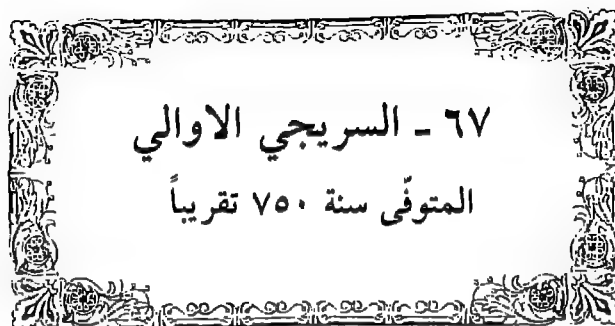 ٦٧ - السريجي الاوالي
المتوفّى سنة ٧٥٠ تقريباً